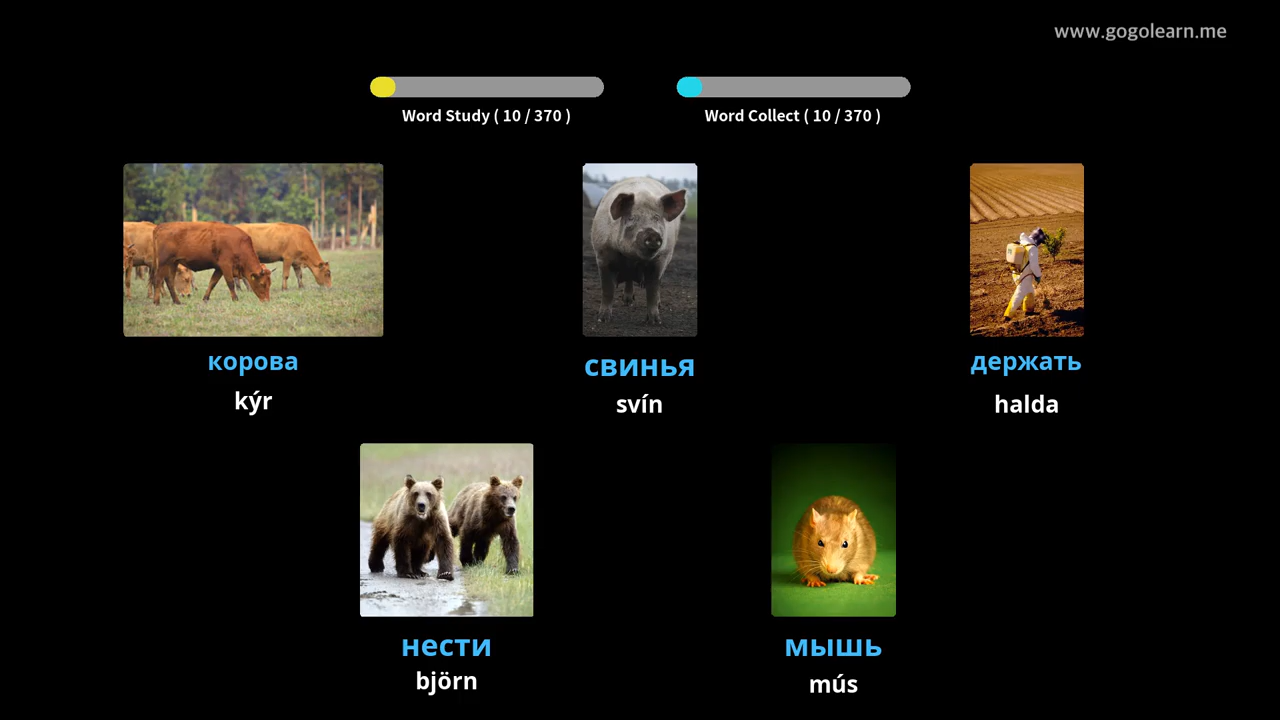 www.gogolearn.me
Word Study ( 10 / 370 )
Word Collect ( 10 / 370 )
корова
kýr
свинья
svín
держать
halda
нести
björn
мышь
mús